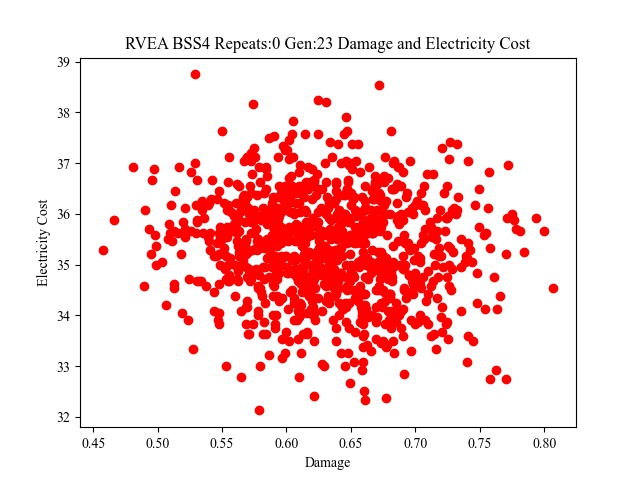 RVEA BSS4 Repeats:0 Gen:23 Damage and Electricity Cost
39
38
37
36
35
34
33
32
Electricity Cost
0.45 0.50 0.55 0.60 0.65 0.70 0.75 0.80
Damage